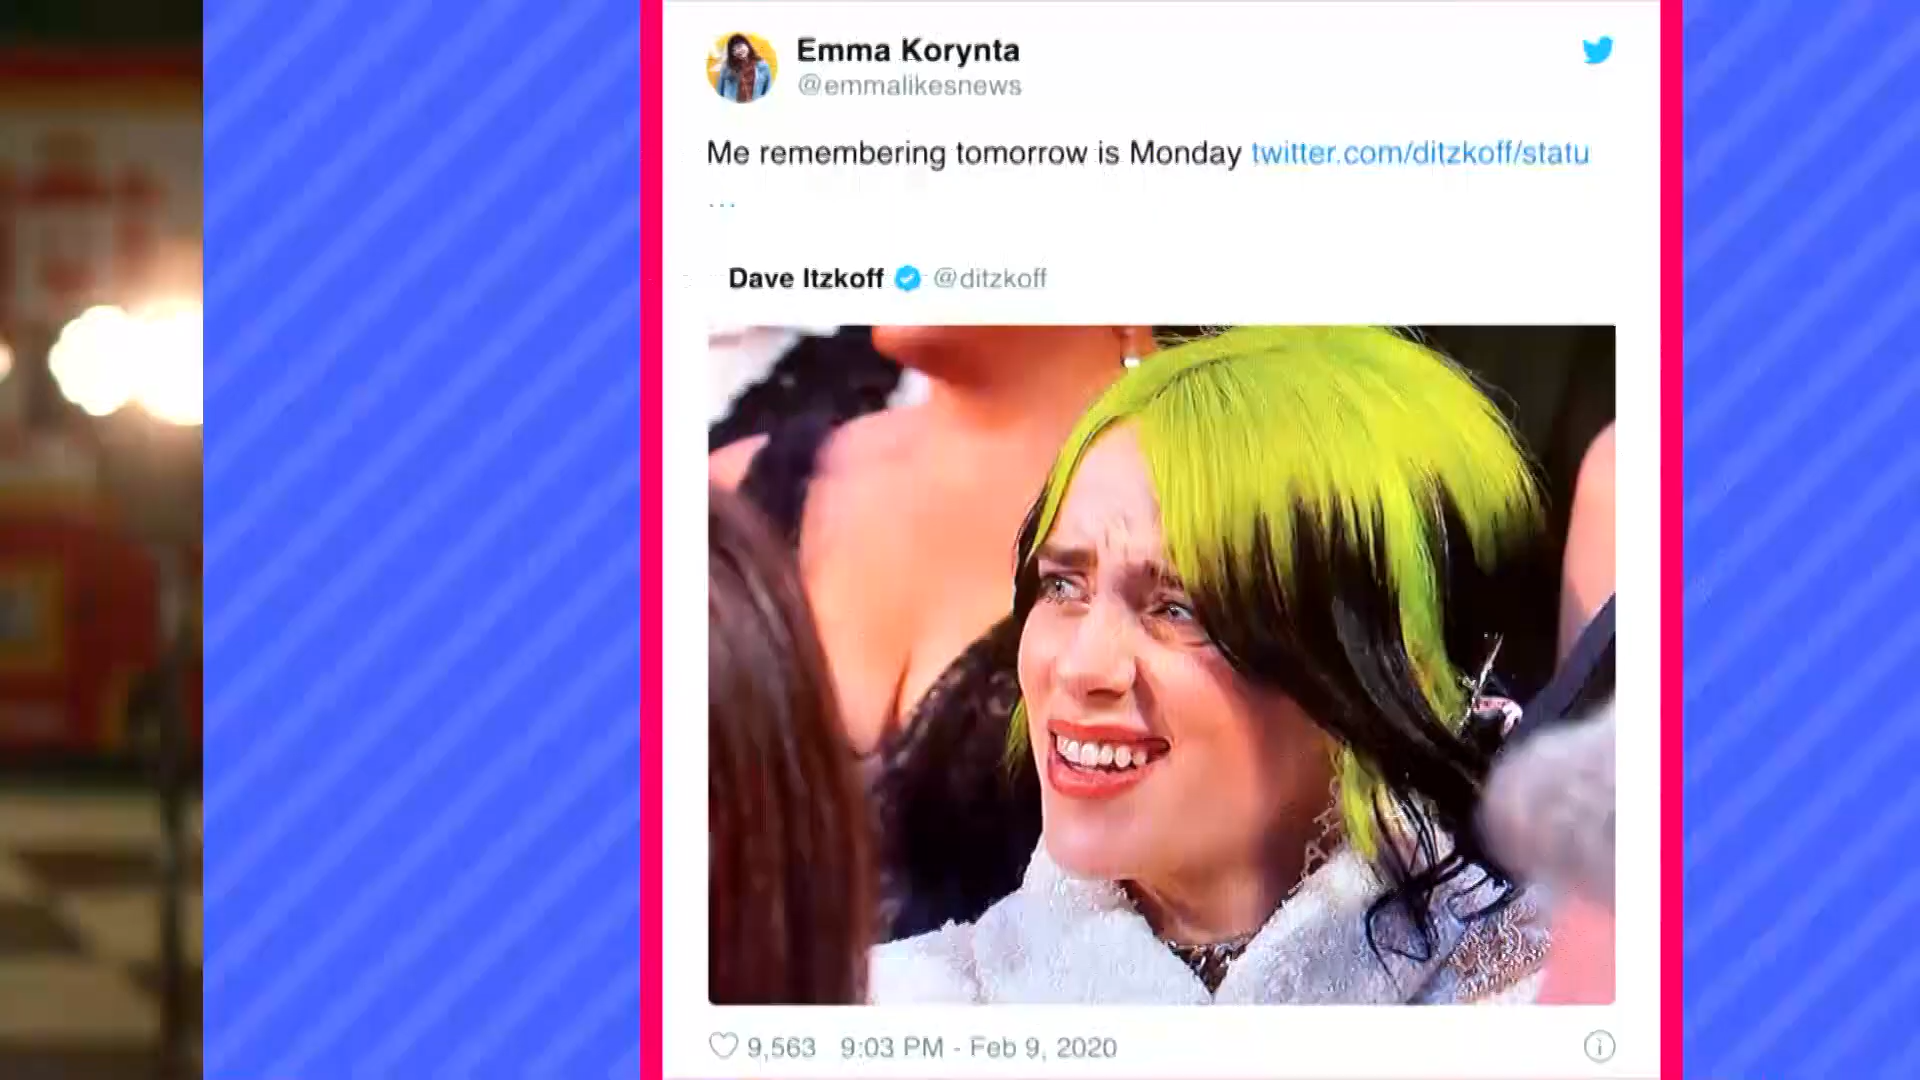 Emma Korynta
@emmalikesnews
Me remembering tomorrow is Monday twitter.com/ditzkoff/statu
...
Dave Itzkoff @ditzkoff
9,563 9:03 PM - Feb 9, 2020